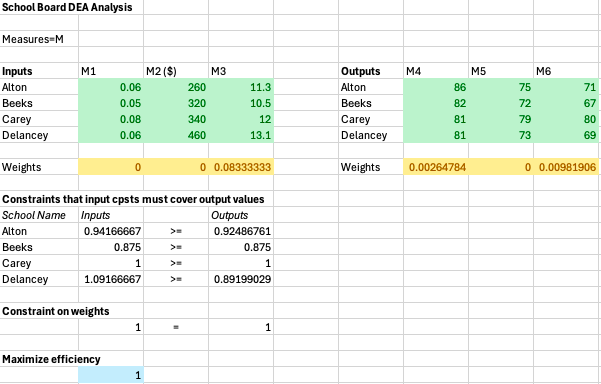 School Board DEA Analysis
Measures=M
Inputs M1 M2 ($) M3 Outputs M4 M5 M6
Alton 0.06 260 11.3 Alton 86 75 71
Beeks 0.05 320 10.5 Beeks 82 72 67
Carey 0.08 340 12 Carey 81 79 80
Delancey 0.06 460 13.1 Delancey 81 73 69
Weights 0 0 0.08333333 Weights 0.00264784 0 0.00981906
Constraints that input cpsts must cover output values
School Name Inputs Outputs
Alton 0.94166667 >= 0.92486761
Beeks 0.875 >= 0.875
Carey 1 >= 1
Delancey 1.09166667 >= 0.89199029
Constraint on weights
1 = 1
Maximize efficiency
1